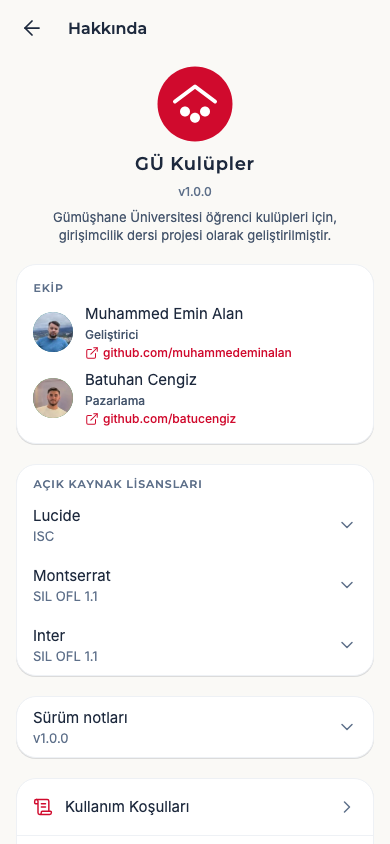 Hakkında
GÜ Kulüpler
v1.0.0
Gümüşhane Üniversitesi öğrenci kulüpleri için,
girişimcilik dersi projesi olarak geliştirilmiştir.
EKİP
Muhammed Emin Alan
Geliştirici
github.com/muhammedeminalan
Batuhan Cengiz
Pazarlama
github.com/batucengiz
AÇIK KAYNAK LİSANSLARI
Lucide
ISC
Montserrat
SIL OFL 1.1
Inter
SIL OFL 1.1
Sürüm notları
v1.0.0
Kullanım Koşulları